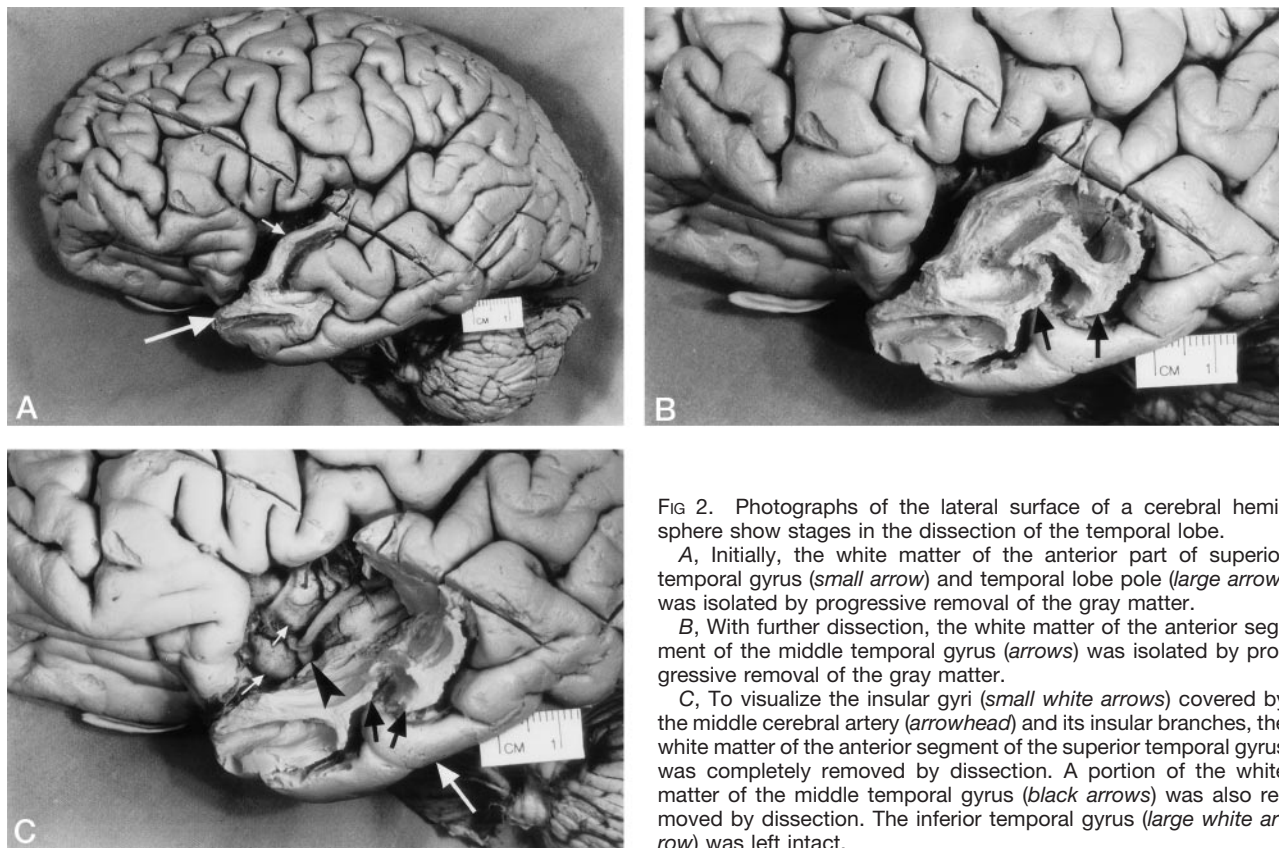 A
CM 1
B
CM 1
FIG 2. Photographs of the lateral surface of a cerebral hemi-
sphere show stages in the dissection of the temporal lobe.
A, Initially, the white matter of the anterior part of superio
temporal gyrus (small arrow) and temporal lobe pole (large arrow
was isolated by progressive removal of the gray matter.
B, With further dissection, the white matter of the anterior seg-
ment of the middle temporal gyrus (arrows) was isolated by pro-
gressive removal of the gray matter.
C, To visualize the insular gyri (small white arrows) covered by
the middle cerebral artery (arrowhead) and its insular branches, the
white matter of the anterior segment of the superior temporal gyrus
was completely removed by dissection. A portion of the white
matter of the middle temporal gyrus (black arrows) was also re-
moved by dissection. The inferior temporal gyrus (large white ar-
row) was left intact.
CM 1
C